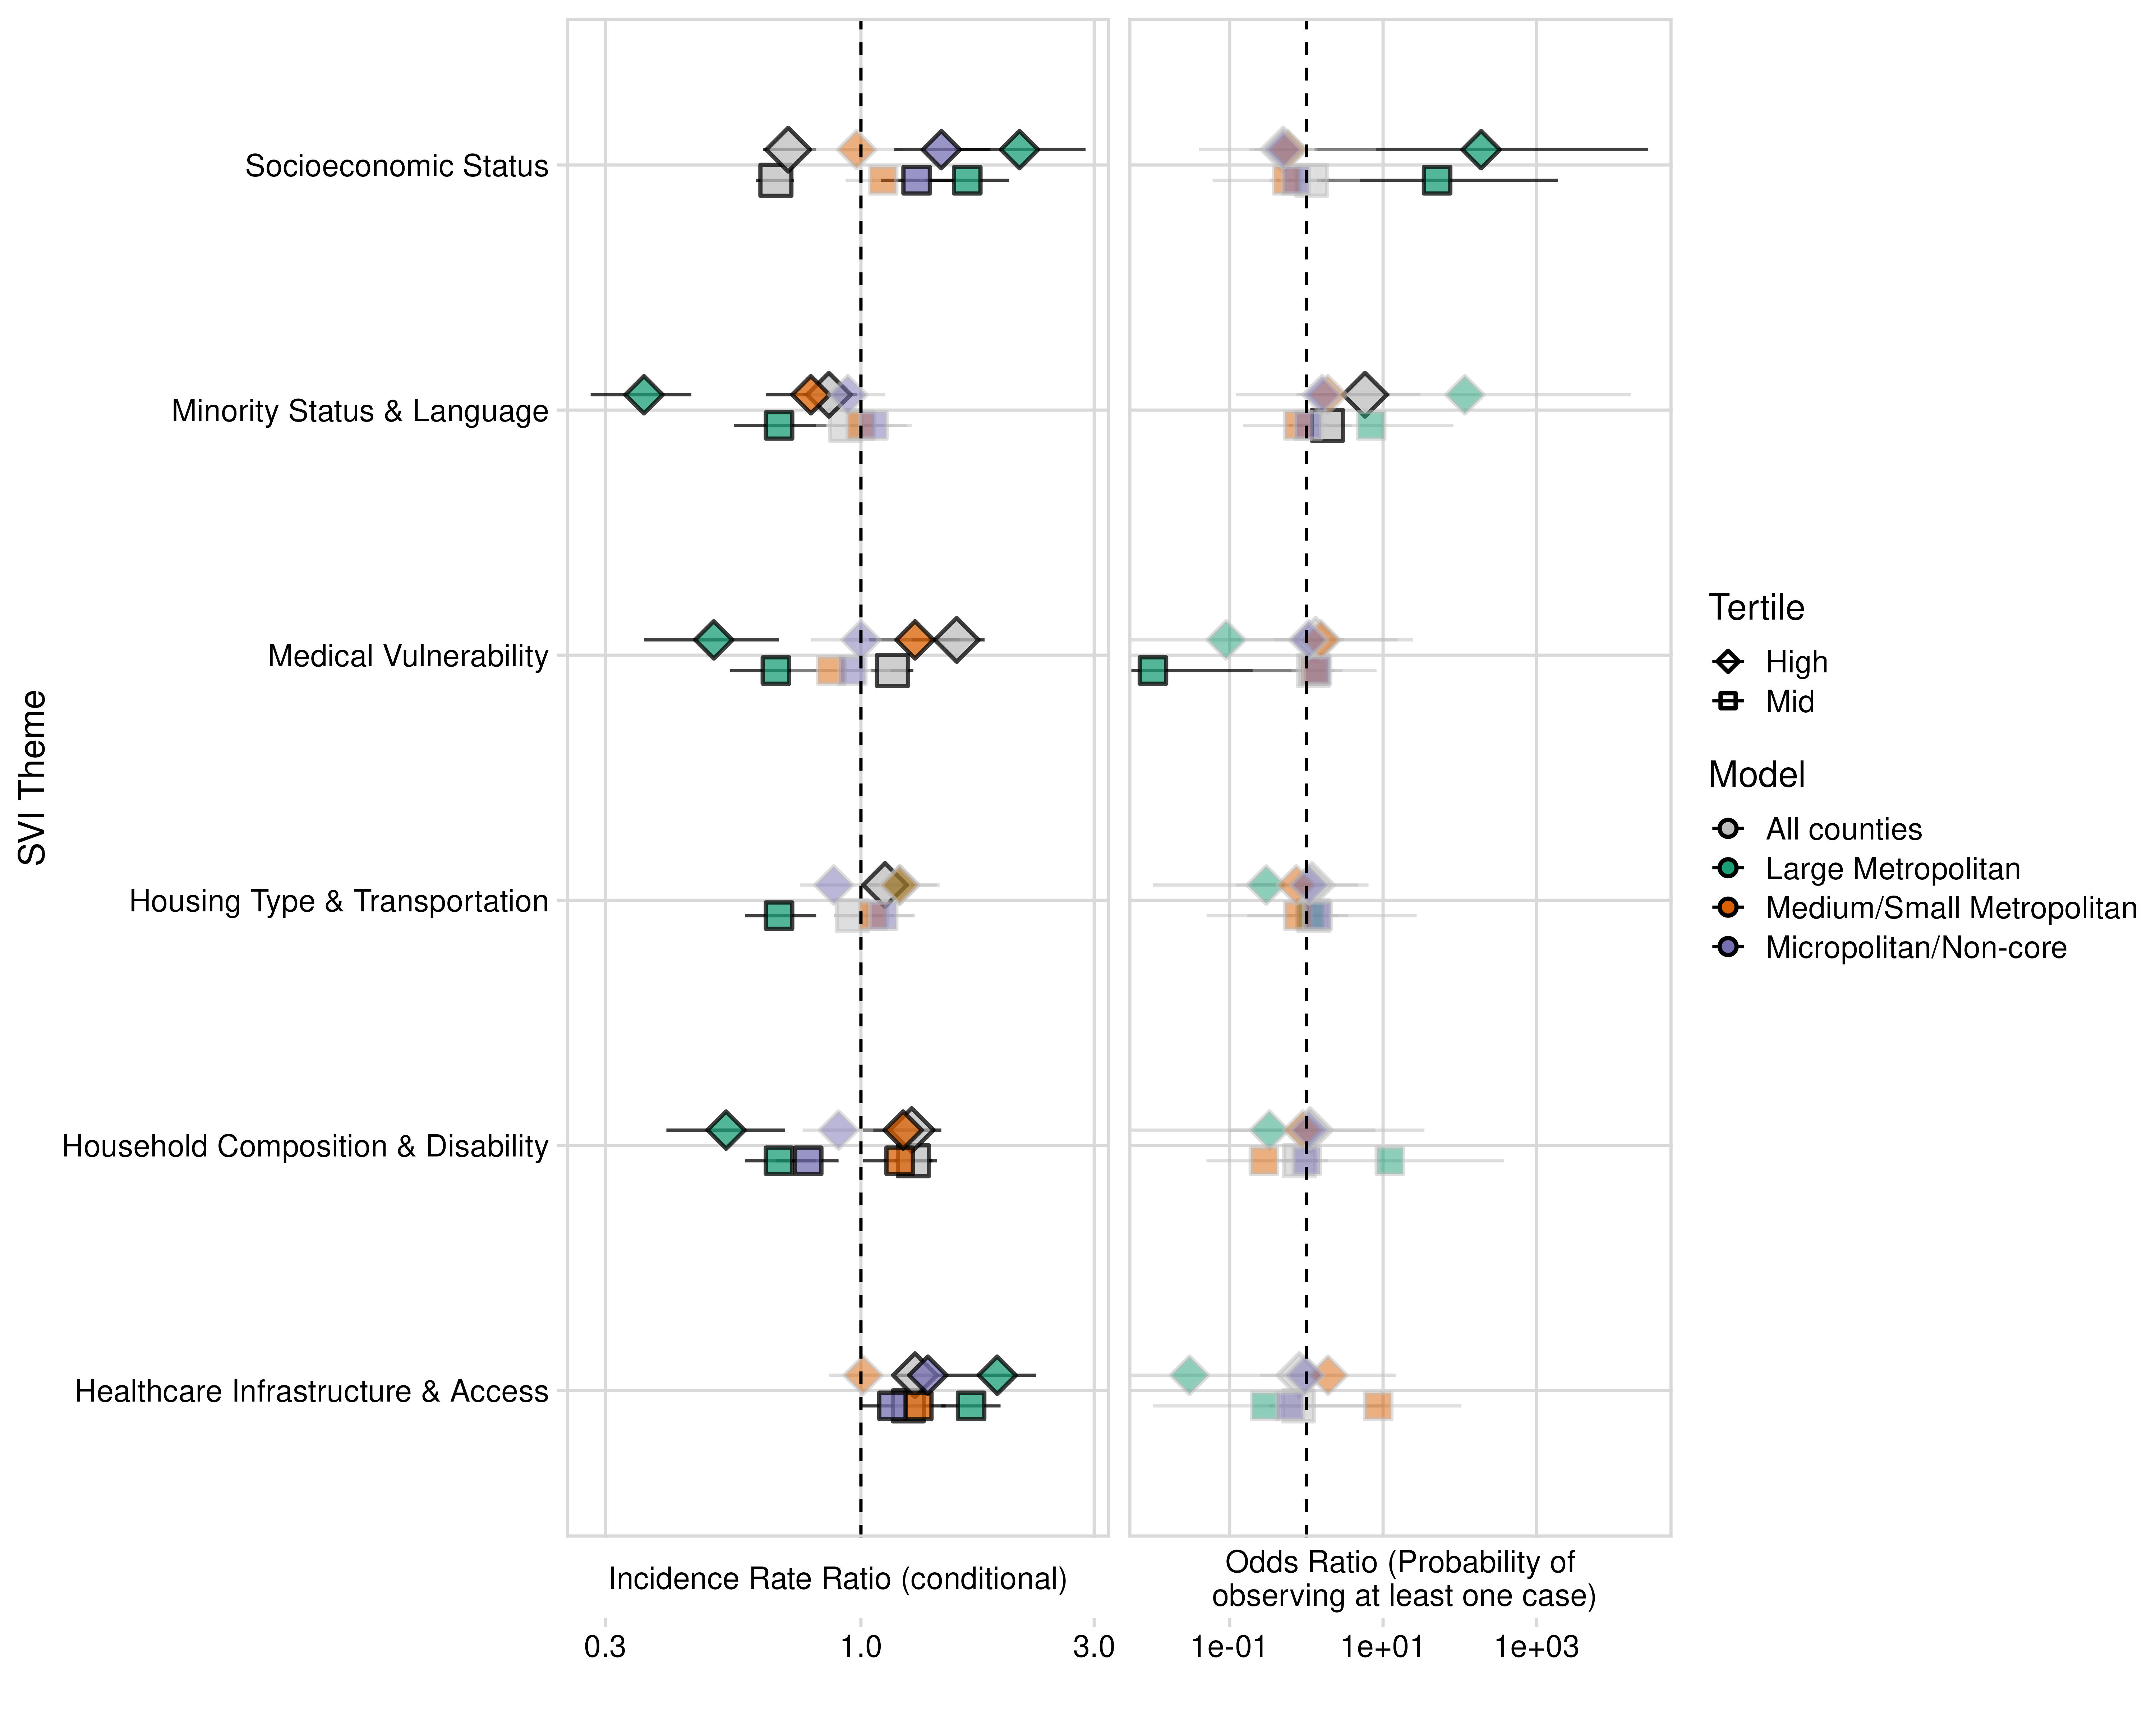 SVI Theme
Socioeconomic Status
Minority Status & Language
Medical Vulnerability
Housing Type & Transportation
Household Composition & Disability
Healthcare Infrastructure & Access
Incidence Rate Ratio (conditional)
0.3 1.0 3.0
Odds Ratio (Probability of
observing at least one case)
1e-01 1e+01 1e+03
Tertile
High
Mid
Model
All counties
Large Metropolitan
Medium/Small Metropolitan
Micropolitan/Non-core